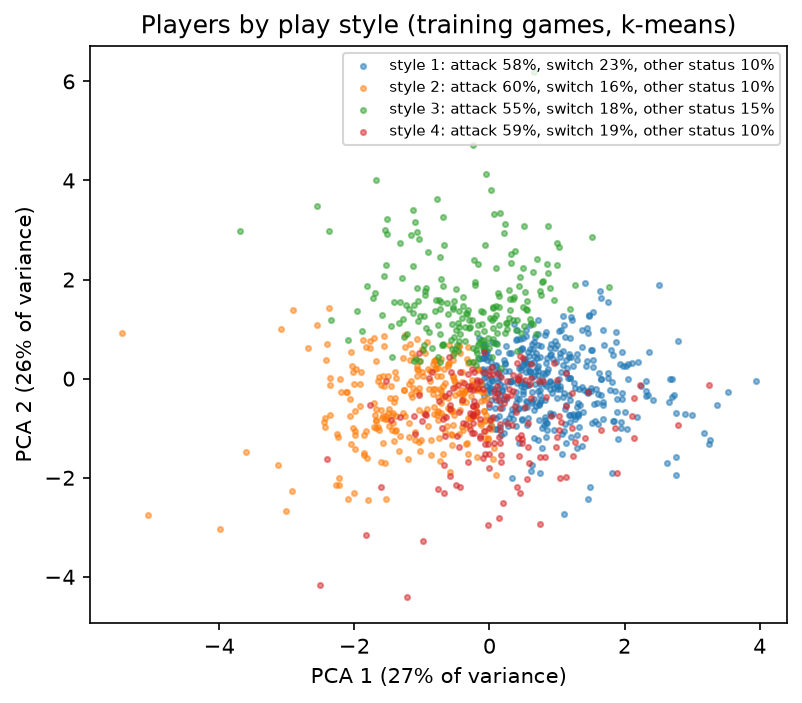 Players by play style (training games, k-means)
style 1: attack 58%, switch 23%, other status 10%
style 2: attack 60%, switch 16%, other status 10%
style 3: attack 55%, switch 18%, other status 15%
style 4: attack 59%, switch 19%, other status 10%
6
4
2
0
−2
−4
PCA 2 (26% of variance)
−4 −2 0 2 4
PCA 1 (27% of variance)